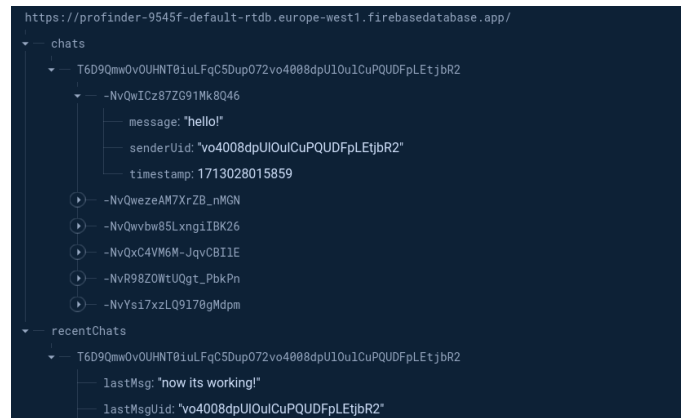 https://profinder-9545f-default-rtdb.europe-west1.firebasedatabase.app/
chats
T6D9QmwOvOUHNT0iuLFqC5DupO72vo4008dpUlOulCuPQUDFpLEtjbR2
-NvQwICz87ZG91Mk8Q46
message: "hello!"
senderUid: "vo4008dpUlOulCuPQUDFpLEtjbR2"
timestamp: 1713028015859
-NvQwezeAM7XrZB_nMGN
-NvQwvbw85LxngiIBK26
-NvQxC4VM6M-JqvCBIlE
-NvR98ZOWtUQgt_PbkPn
-NvYsi7xzLQ9l70gMdpm
recentChats
T6D9QmwOvOUHNT0iuLFqC5DupO72vo4008dpUlOulCuPQUDFpLEtjbR2
lastMsg: "now its working!"
lastMsgUid: "vo4008dpUlOulCuPQUDFpLEtjbR2"